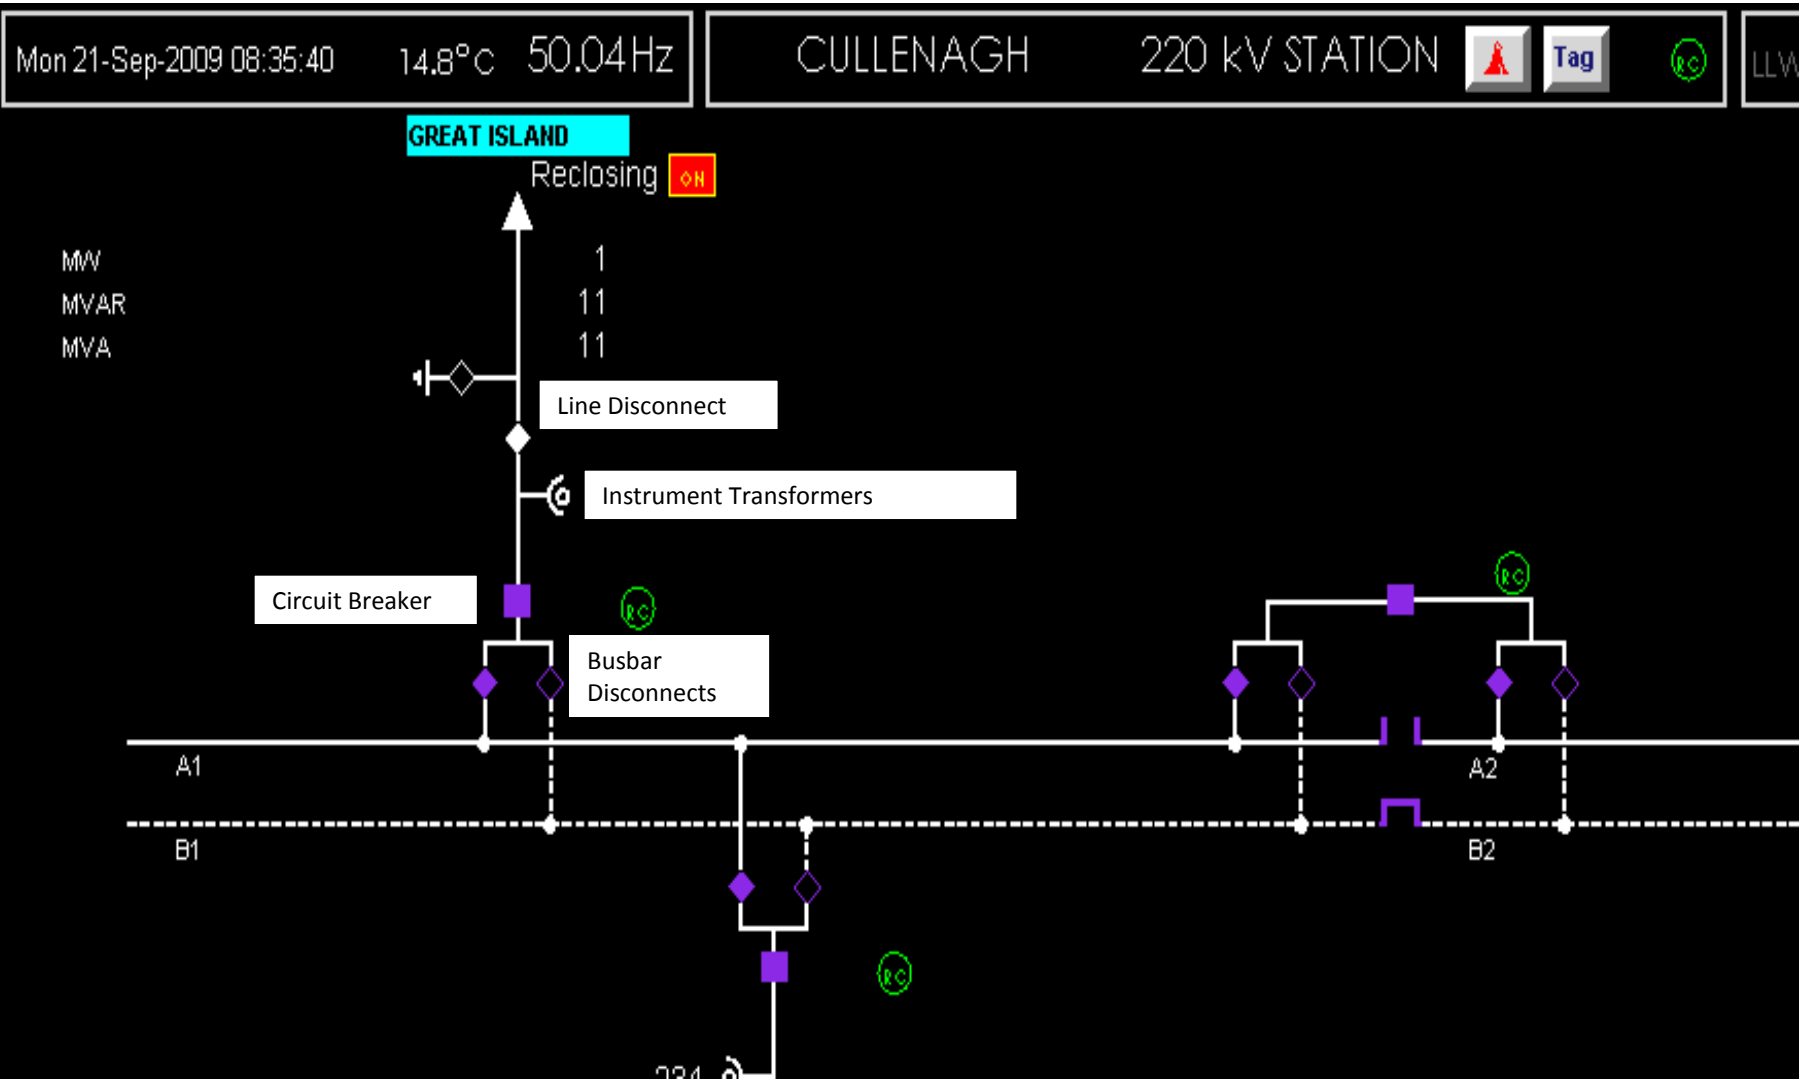 Mon 21-Sep-2009 08:35:40 14.8°C 50.04Hz
CULLENAGH 220 kV STATION
Tag
RC
GREAT ISLAND
Reclosing ON
MW 1
MVAR 11
MVA 11
Line Disconnect
Instrument Transformers
Circuit Breaker
RC
RC
Busbar
Disconnects
A1
A2
B1
B2
RC